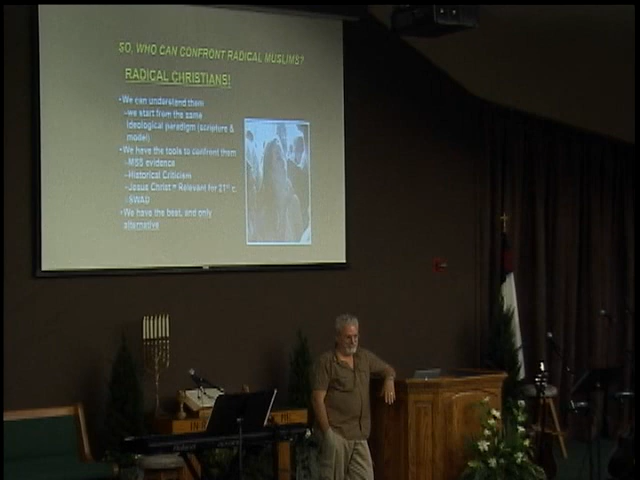 SO, WHO CAN CONFRONT RADICAL MUSLIMS?
RADICAL CHRISTIANS!
•We can understand them
–we start from the same
ideological paradigm (scripture &
model)
•We have the tools to confront them
–MSS evidence
–Historical Criticism
–Jesus Christ = Relevant for 21st c.
–SWAD
•We have the best, and only
alternative
IN
ME